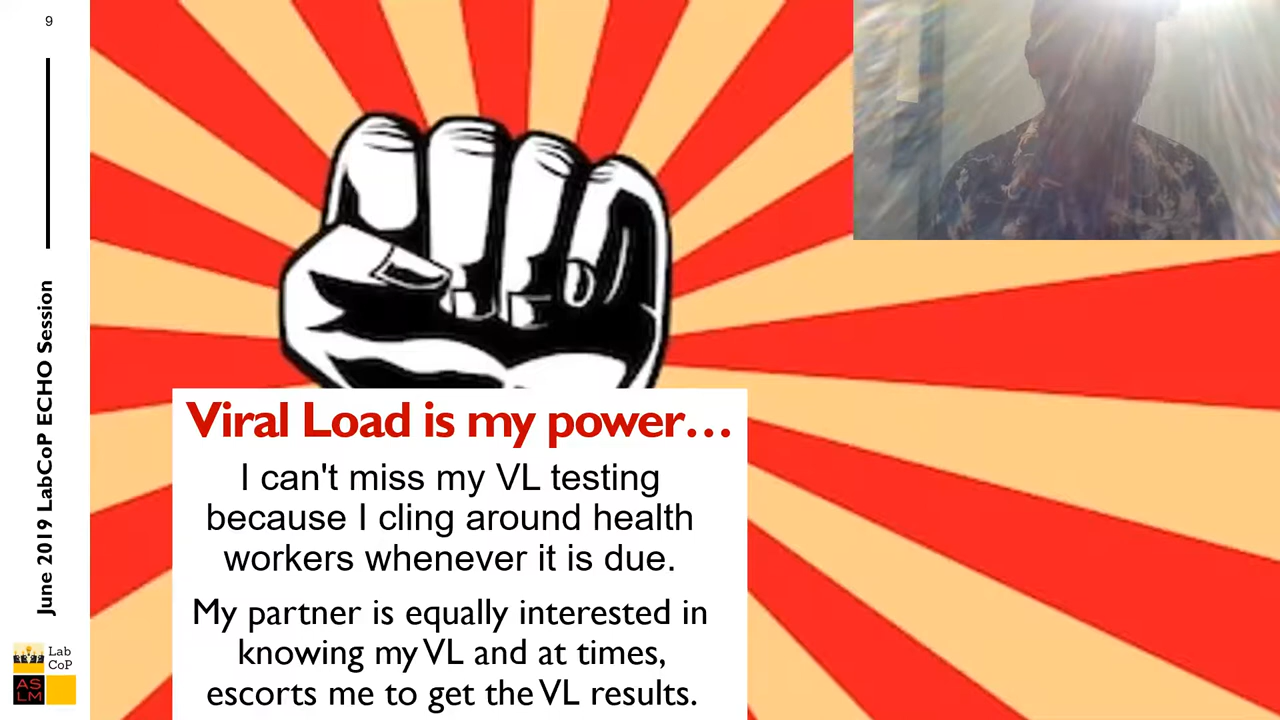 9
June 2019 LabCoP ECHO Session
Lab
CoP
AS
LM
Viral Load is my power…
I can't miss my VL testing
because I cling around health
workers whenever it is due.
My partner is equally interested in
knowing my VL and at times,
escorts me to get the VL results.